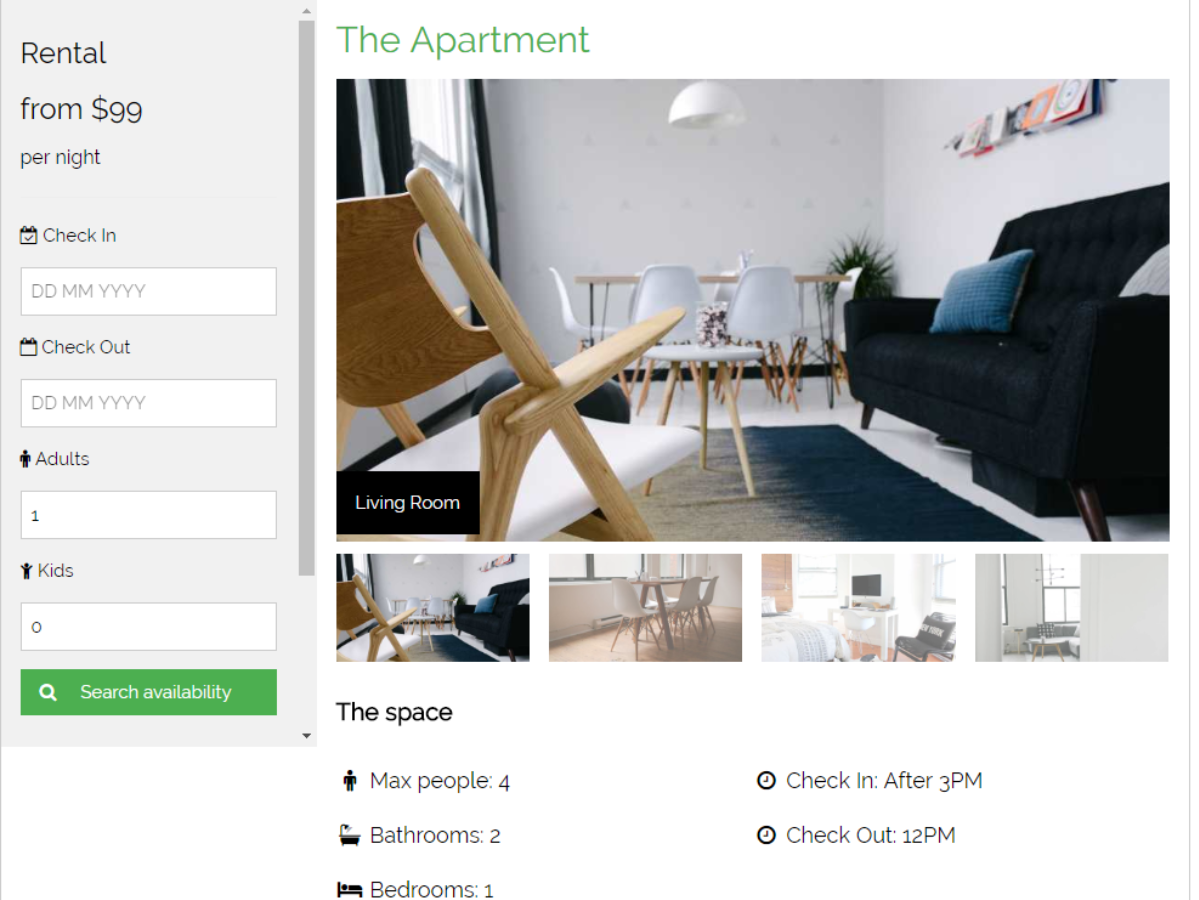 Rental
from $99
per night
Check In
DD MM YYYY
Check Out
DD MM YYYY
Adults
1
Kids
0
Search availability
The Apartment
Living Room
NEW YORK
The space
Max people: 4
Bathrooms: 2
Bedrooms: 1
Check In: After 3PM
Check Out: 12PM